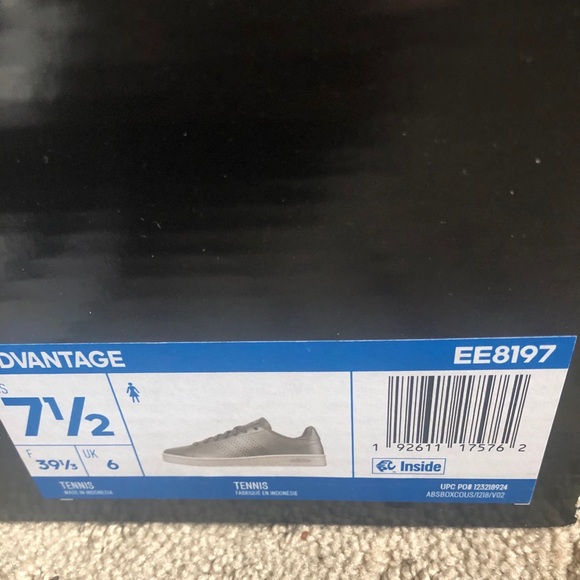 DVANTAGE EE8197
S
7½
F 39⅓ UK 6
1 92611 17576 2
Inside
TENNIS TENNIS
MADE IN INDONESIA FABRIQUÉ EN INDONÉSIE
UPC PO# 123218924
ABSBOXCOUS/1218/V02